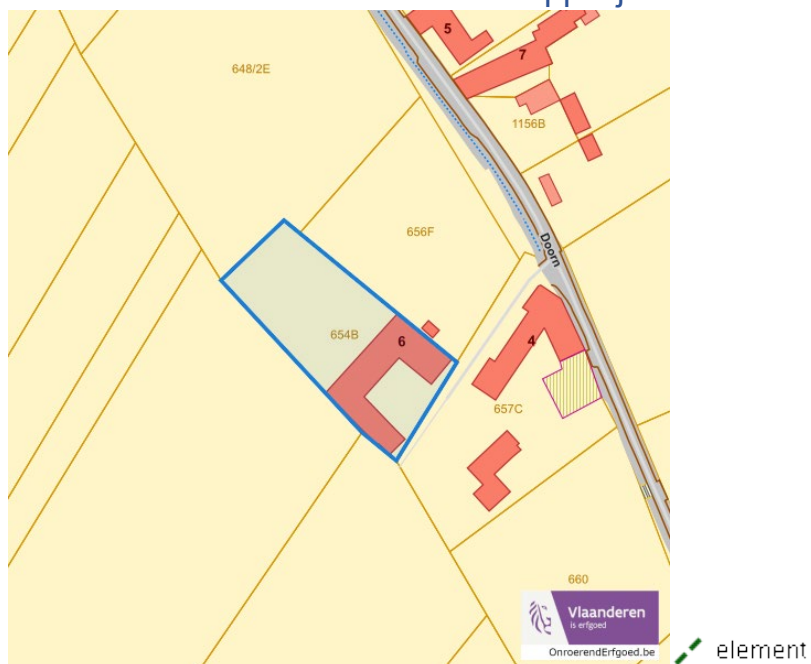 5
7
648/2E
1156B
656F
Doorn
654B
6
4
657C
660
Vlaanderen
is erfgoed
OnroerendErfgoed.be
element